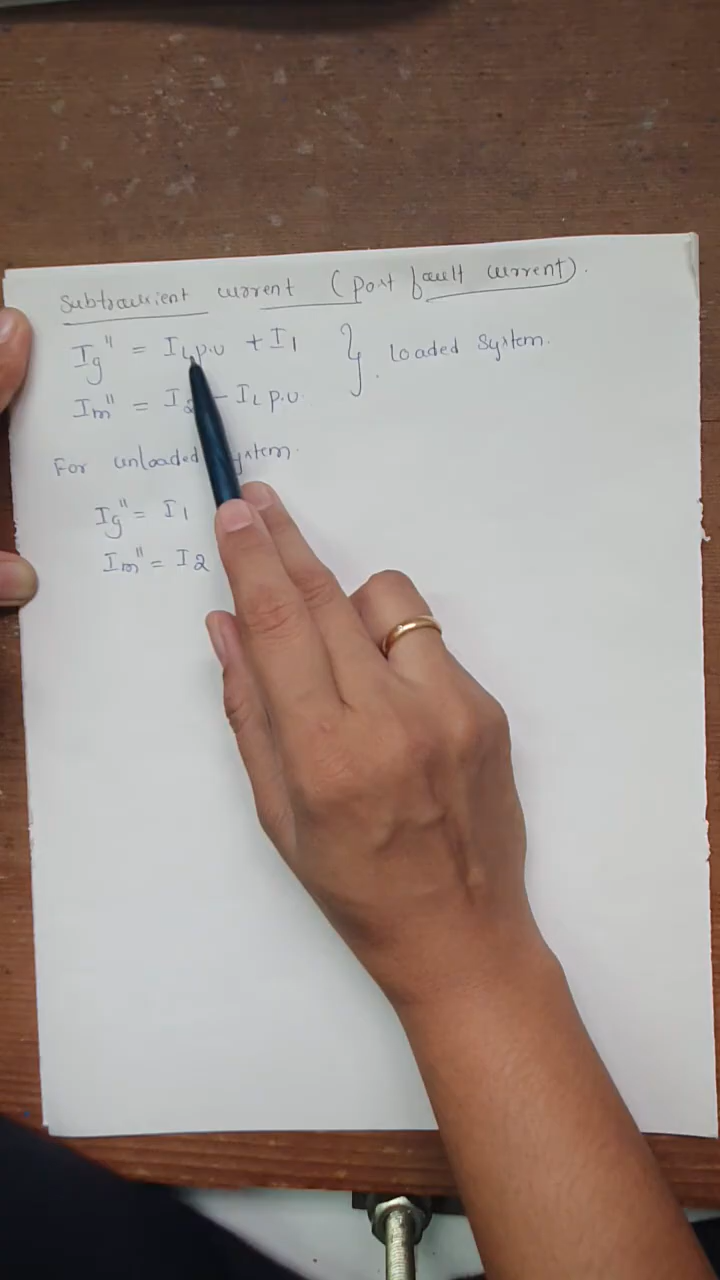 Subtransient current (post fault current).
Ig'' = IL p.u + I1 } loaded system.
Im'' = I2 - IL p.u.
For unloaded system.
Ig'' = I1
Im'' = I2